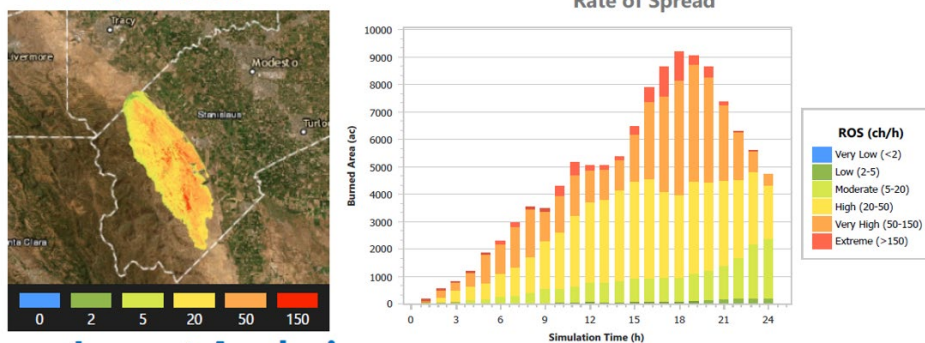 Rate of Spread
Tracy
Livermore
Modesto
Stanislaus
Turlo
nta Clara
0 2 5 20 50 150
Burned Area (ac)
10000
9000
8000
7000
6000
5000
4000
3000
2000
1000
0
0 3 6 9 12 15 18 21 24
Simulation Time (h)
ROS (ch/h)
Very Low (<2)
Low (2-5)
Moderate (5-20)
High (20-50)
Very High (50-150)
Extreme (>150)